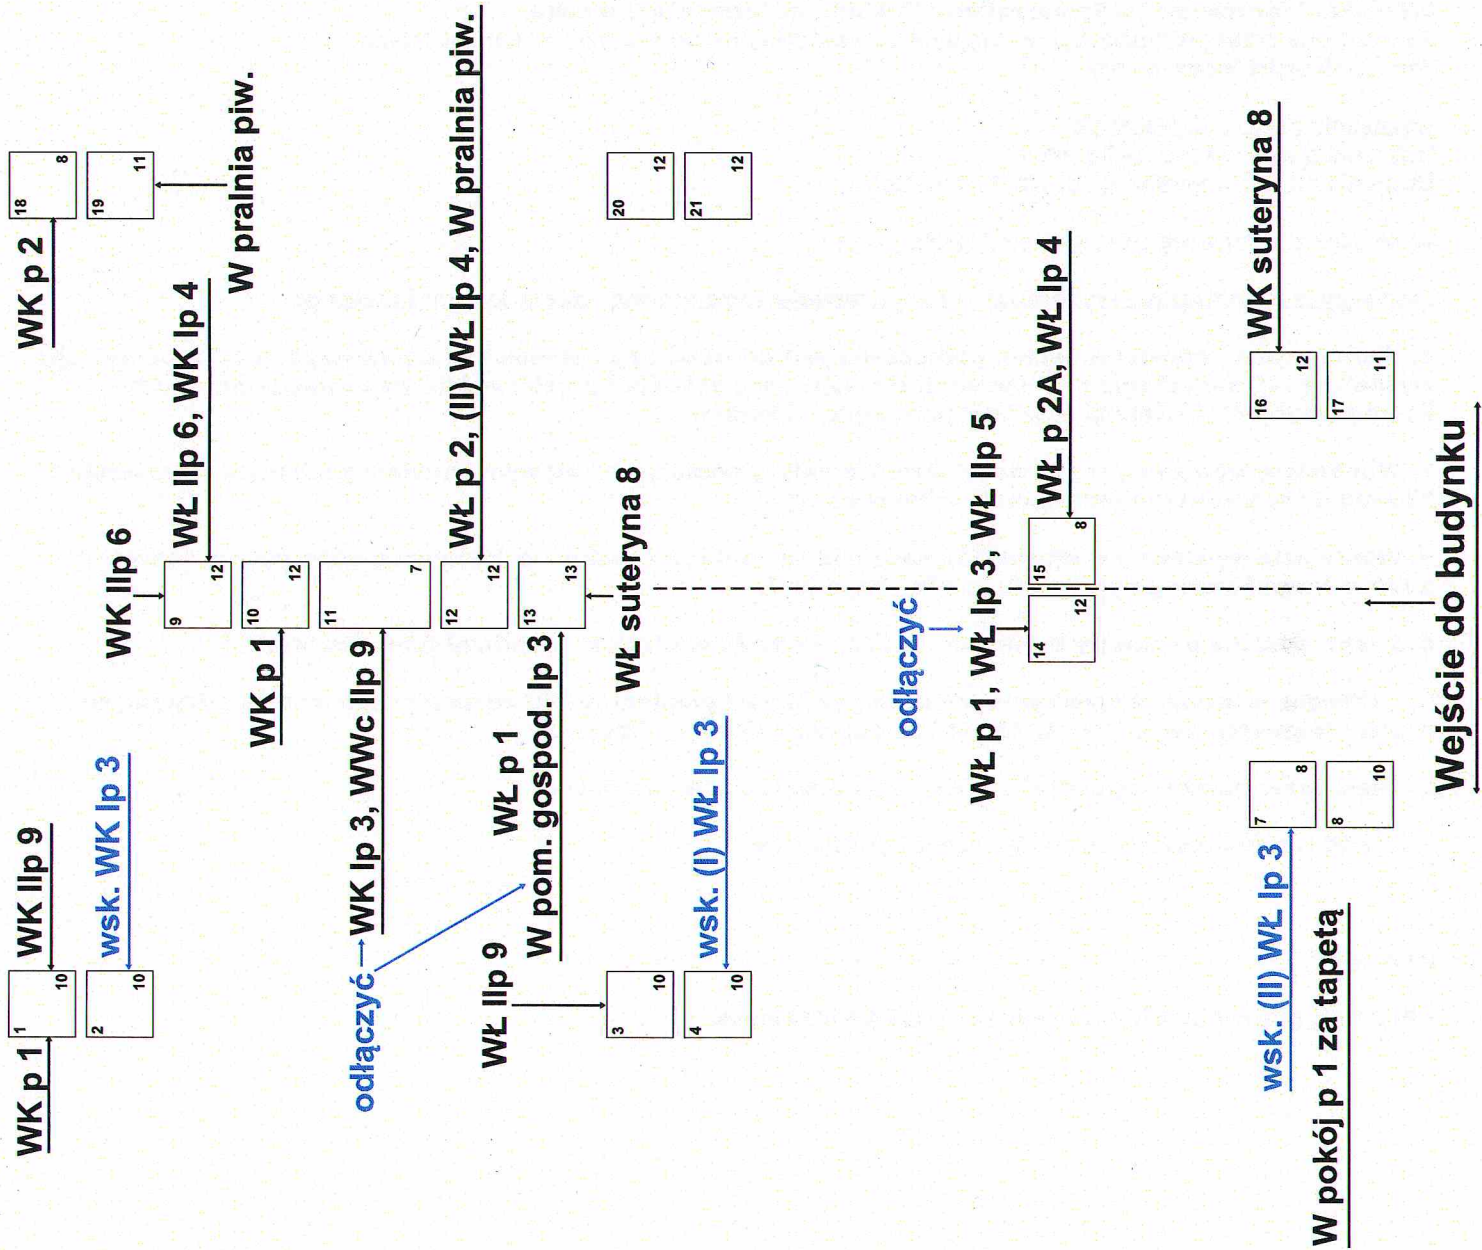 WK p 1
1
10
WK IIp 9
2
10
wsk. WK Ip 3
WK IIp 6
9
12
WŁ IIp 6, WK Ip 4
WK p 2
18
8
19
11
W pralnia piw.
WK p 1
10
12
odłączyć
WK Ip 3, WWc IIp 9
11
7
12
12
WŁ p 2, (II) WŁ Ip 4, W pralnia piw.
WŁ p 1
W pom. gospod. Ip 3
13
13
WŁ suteryna 8
WŁ IIp 9
3
10
4
10
wsk. (I) WŁ Ip 3
20
12
21
12
odłączyć
WŁ p 1, WŁ Ip 3, WŁ IIp 5
14
12
15
8
WŁ p 2A, WŁ Ip 4
wsk. (II) WŁ Ip 3
7
8
W pokój p 1 za tapetą
8
10
16
12
WK suteryna 8
17
11
Wejście do budynku